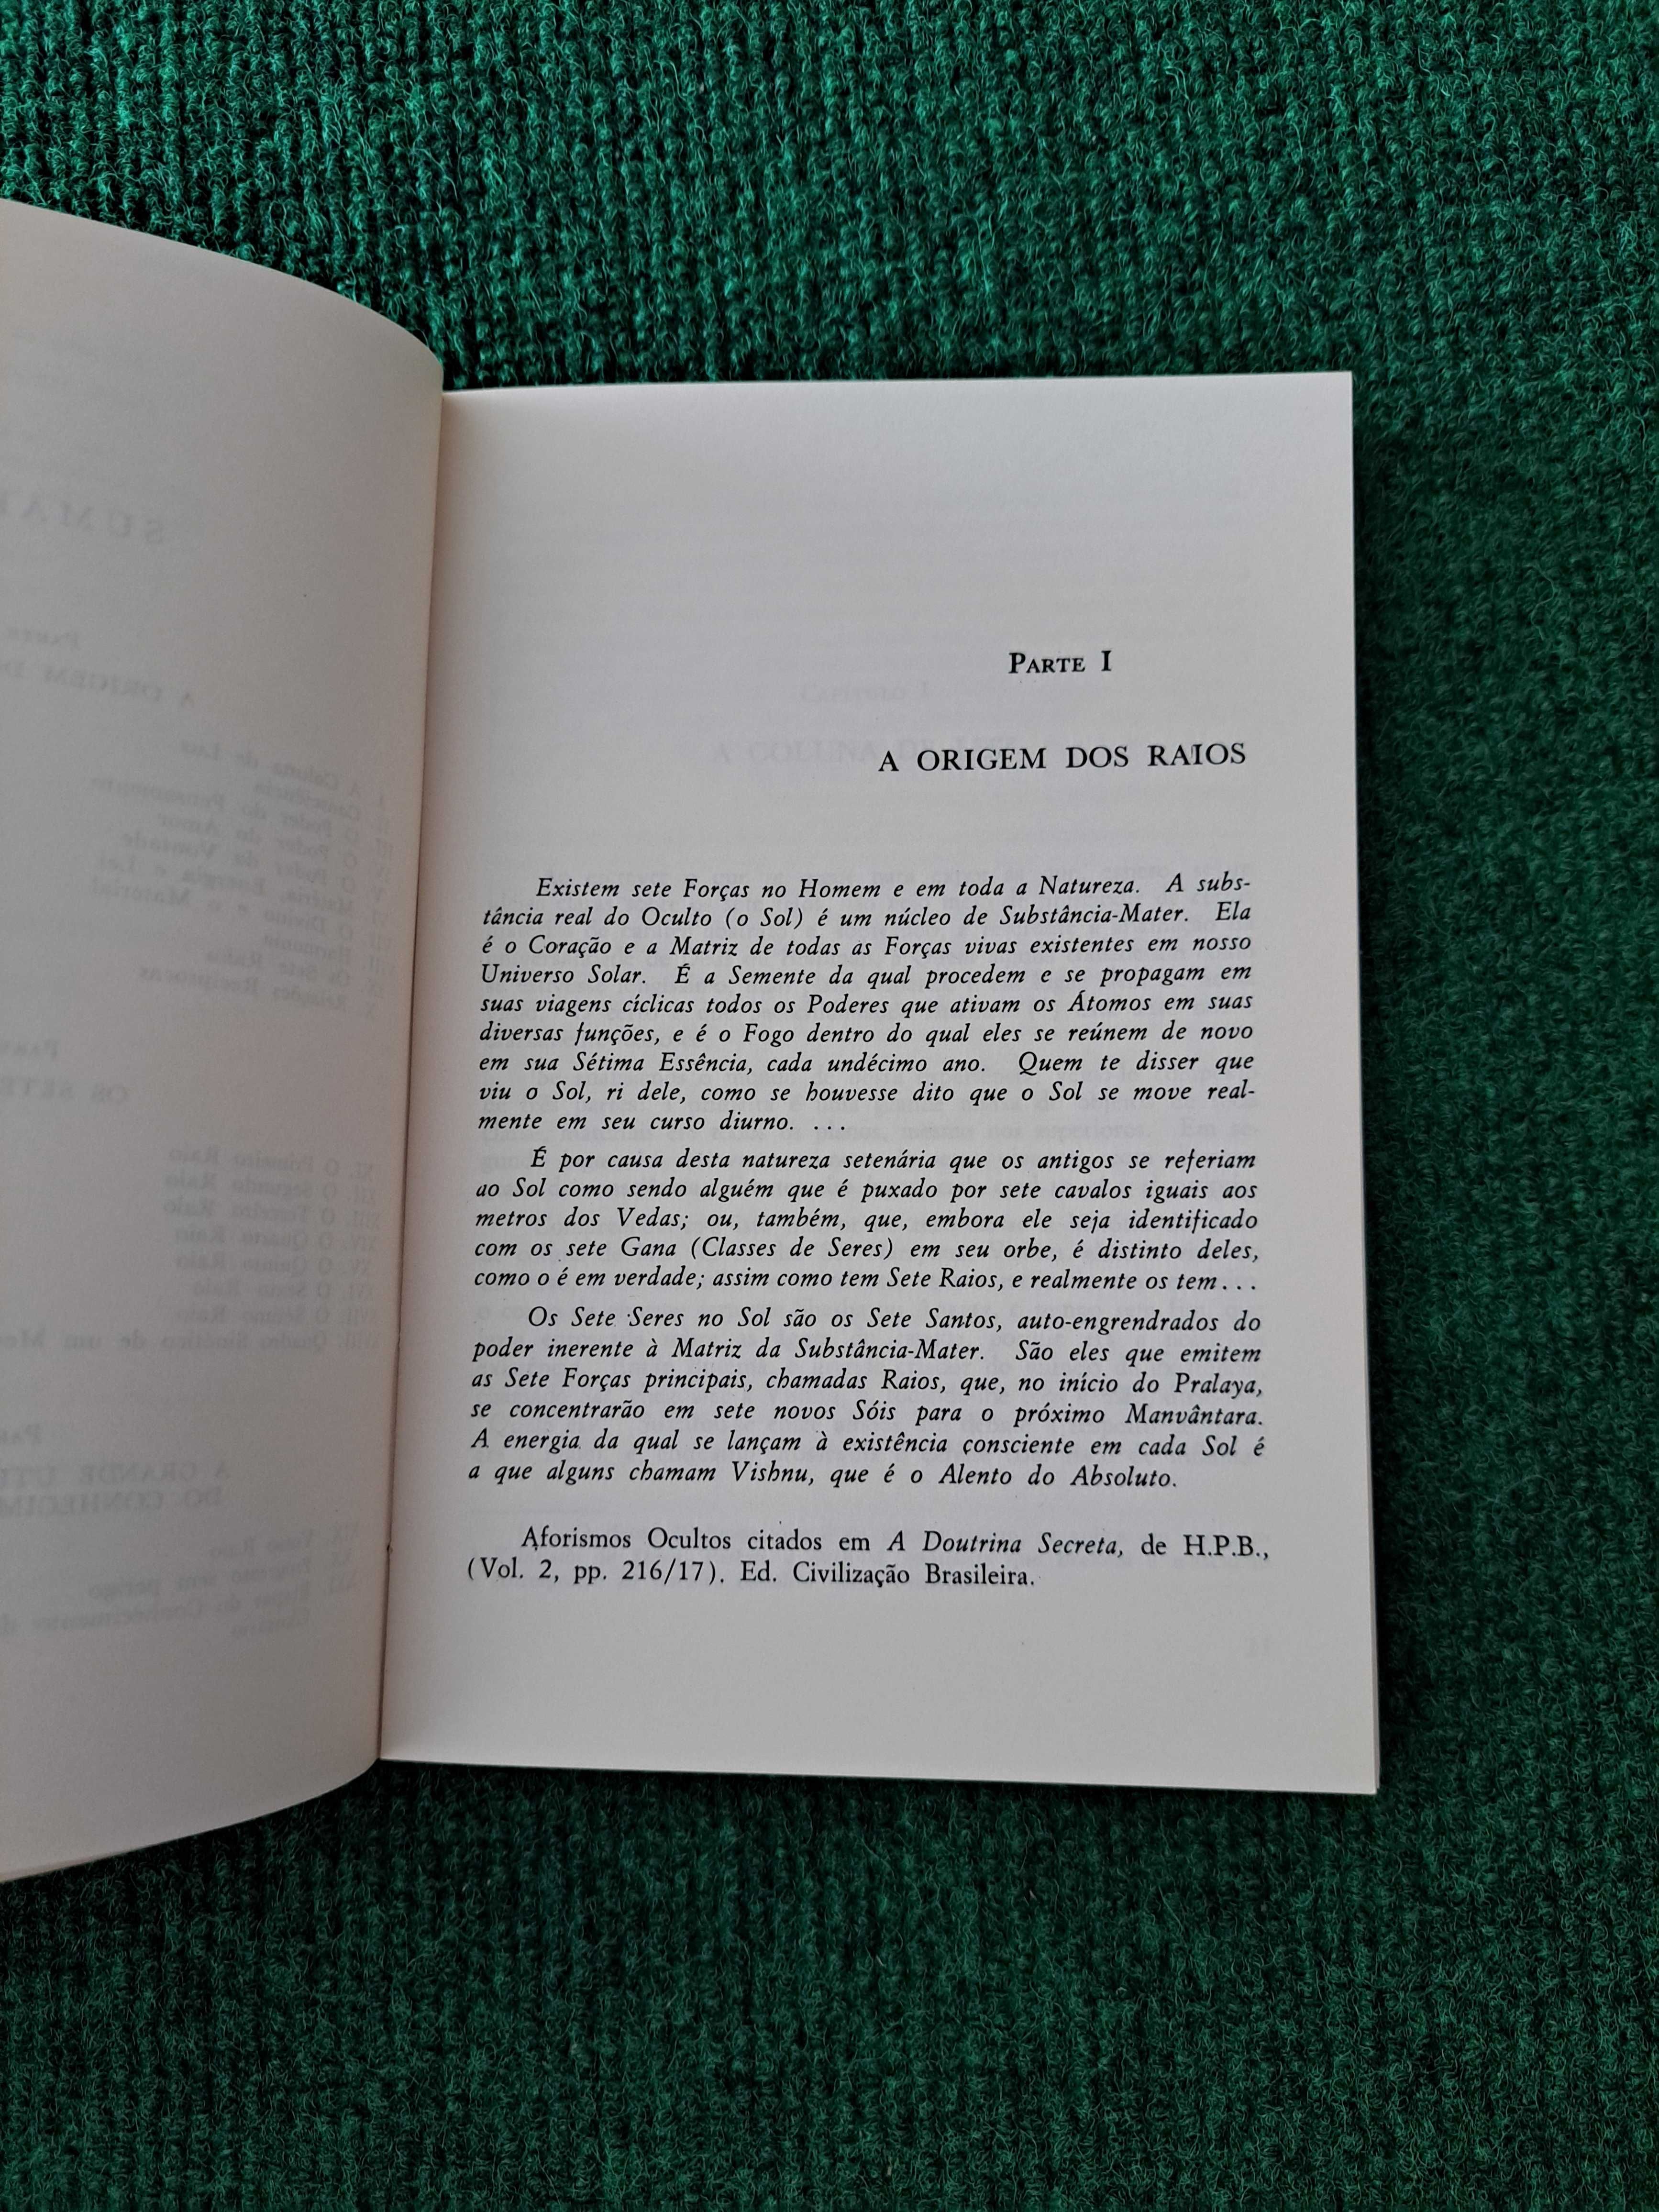 PARTE I
A ORIGEM DOS RAIOS
Existem sete Forças no Homem e em toda a Natureza. A subs-
tância real do Oculto (o Sol) é um núcleo de Substância-Mater. Ela
é o Coração e a Matriz de todas as Forças vivas existentes em nosso
Universo Solar. É a Semente da qual procedem e se propagam em
suas viagens cíclicas todos os Poderes que ativam os Átomos em suas
diversas funções, e é o Fogo dentro do qual eles se reúnem de novo
em sua Sétima Essência, cada undécimo ano. Quem te disser que
viu o Sol, ri dele, como se houvesse dito que o Sol se move real-
mente em seu curso diurno. ...
É por causa desta natureza setenária que os antigos se referiam
ao Sol como sendo alguém que é puxado por sete cavalos iguais aos
metros dos Vedas; ou, também, que, embora ele seja identificado
com os sete Gana (Classes de Seres) em seu orbe, é distinto deles,
como o é em verdade; assim como tem Sete Raios, e realmente os tem...
Os Sete Seres no Sol são os Sete Santos, auto-engrendrados do
poder inerente à Matriz da Substância-Mater. São eles que emitem
as Sete Forças principais, chamadas Raios, que, no início do Pralaya,
se concentrarão em sete novos Sóis para o próximo Manvântara.
A energia da qual se lançam à existência consciente em cada Sol é
a que alguns chamam Vishnu, que é o Alento do Absoluto.
Aforismos Ocultos citados em A Doutrina Secreta, de H.P.B.,
(Vol. 2, pp. 216/17). Ed. Civilização Brasileira.